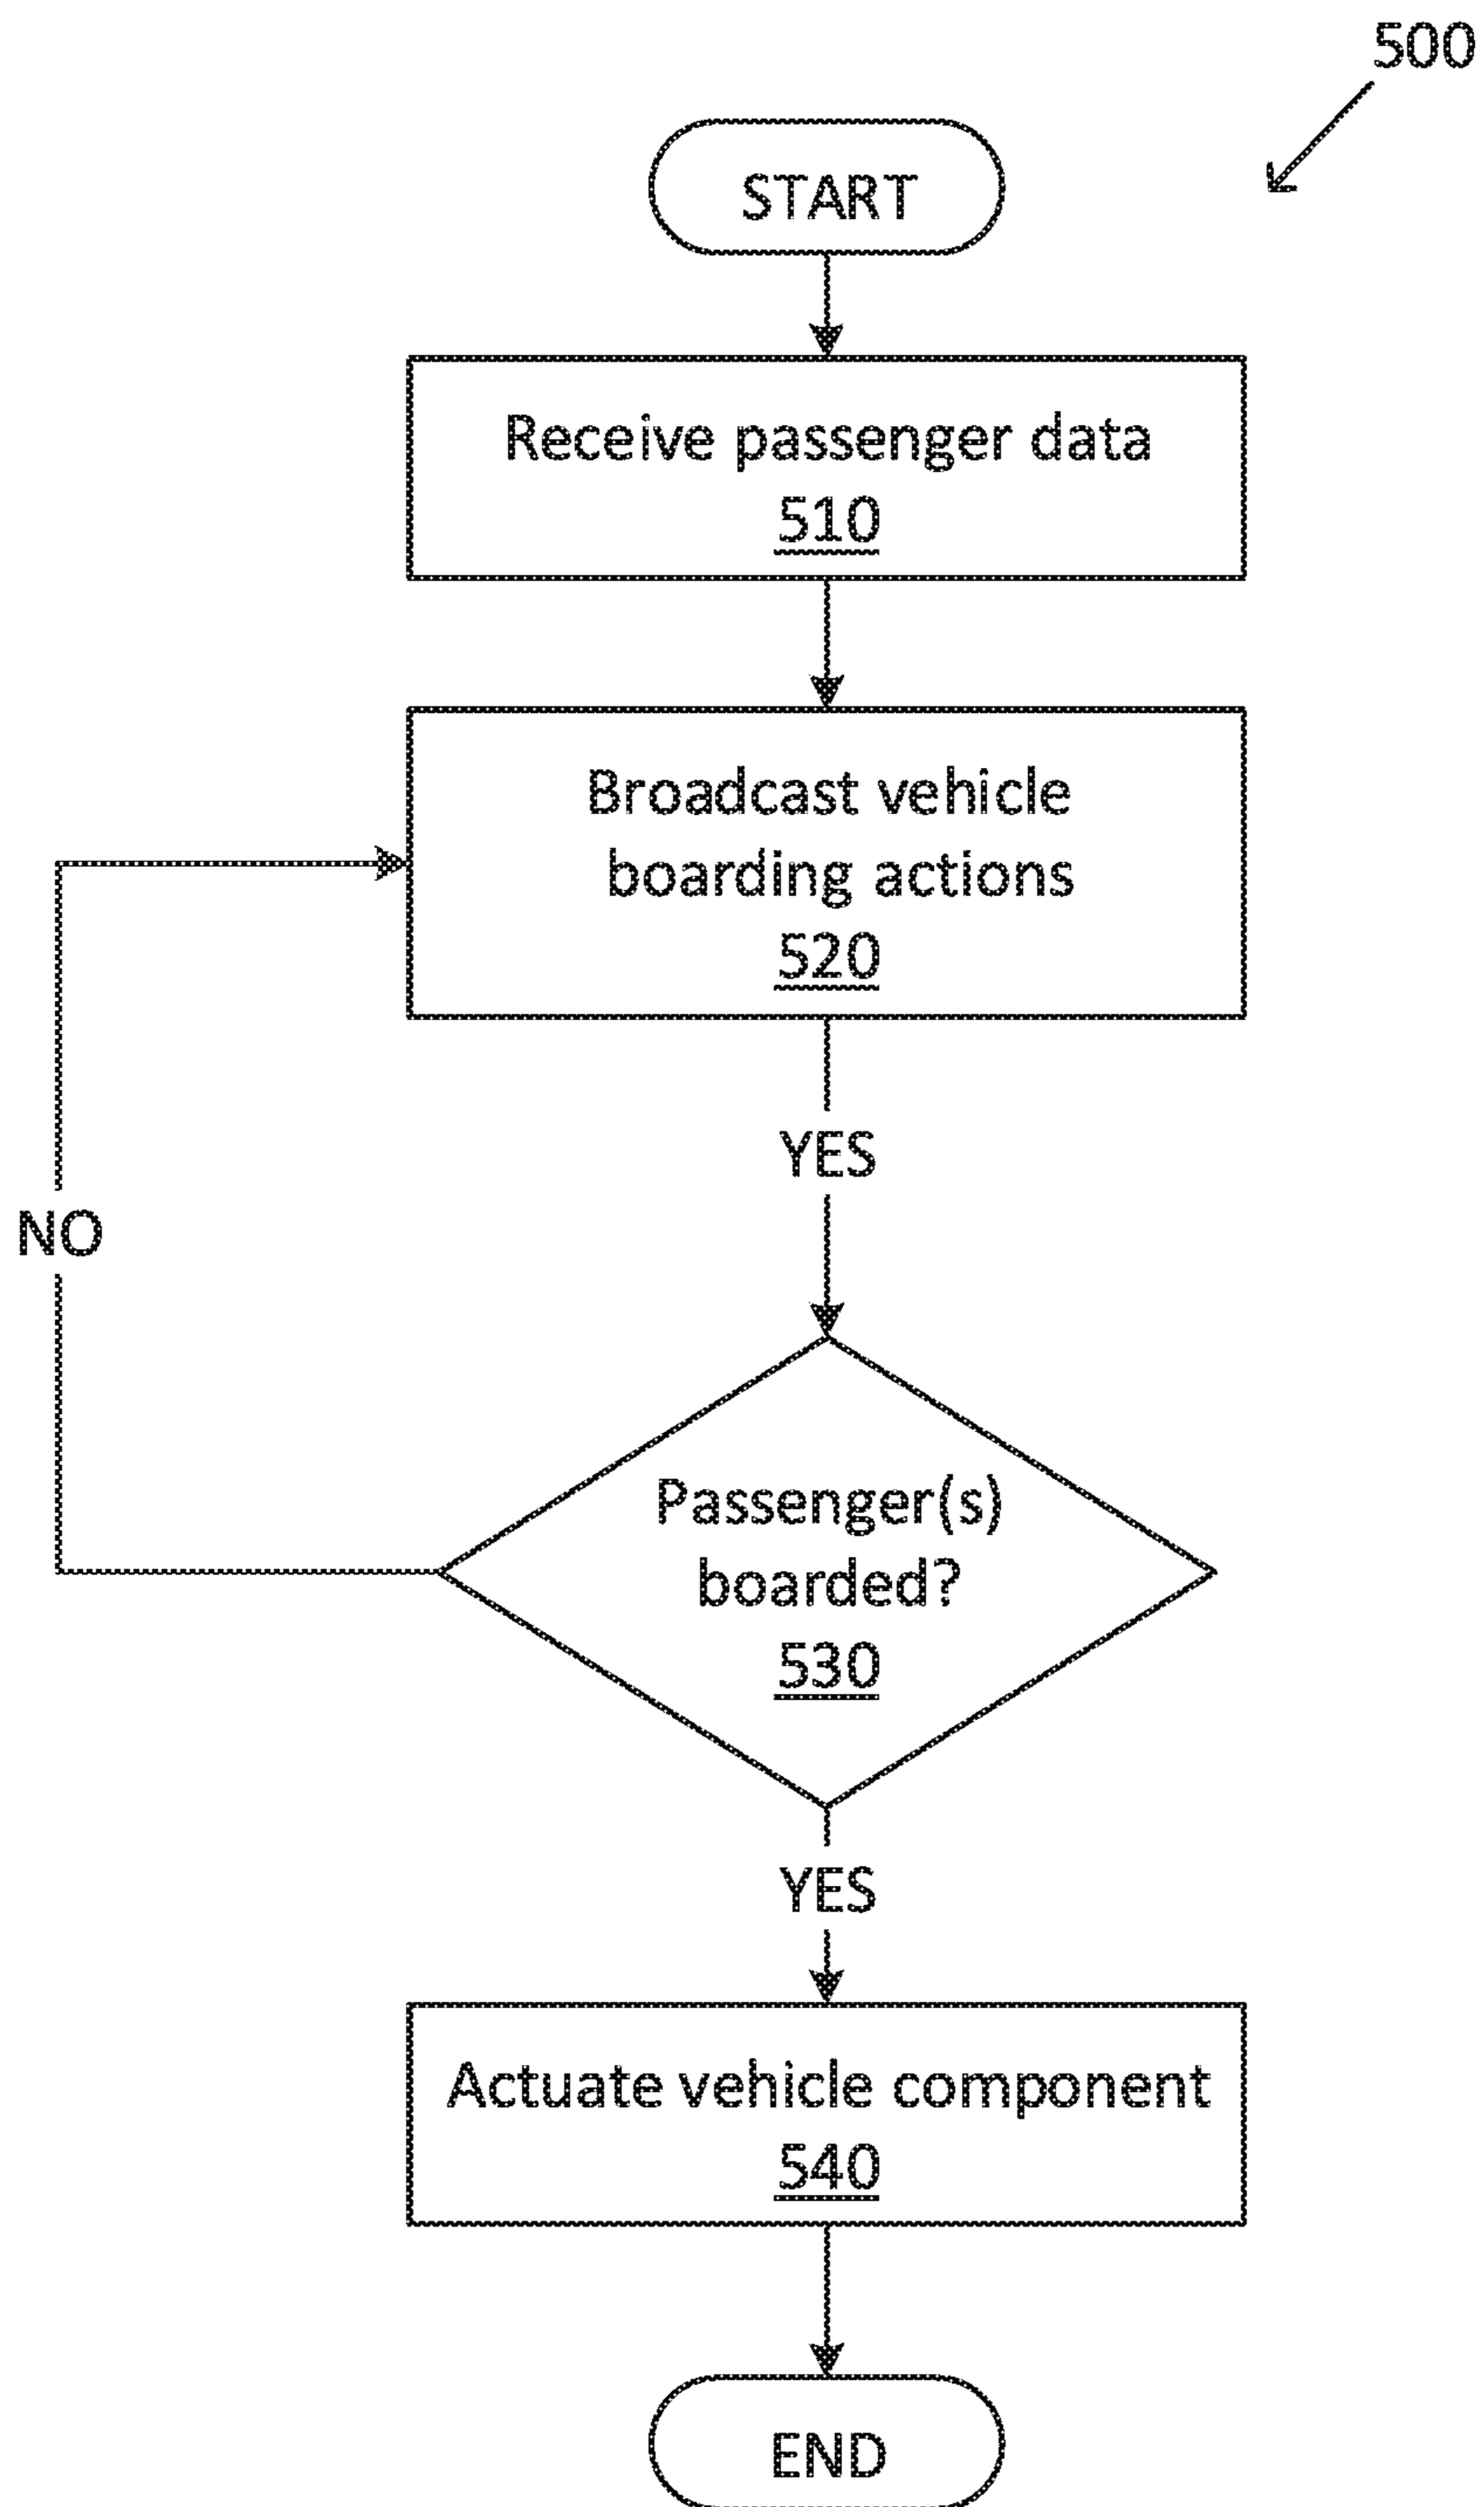 500
START
Receive passenger data
510
Broadcast vehicle
boarding actions
520
YES
NO
Passenger(s)
boarded?
530
YES
Actuate vehicle component
540
END